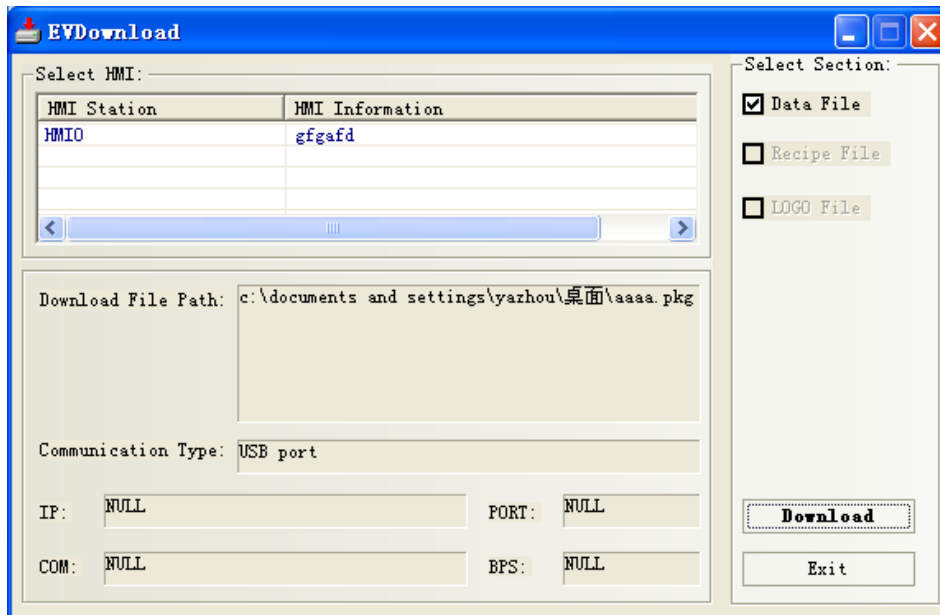 EVDownload
Select HMI:
HMI Station HMI Information
HMI0 gfgafd
Download File Path: c:\documents and settings\yazhou\桌面\aaaa.pkg
Communication Type: USB port
IP: NULL PORT: NULL
COM: NULL BPS: NULL
Select Section:
Data File
Recipe File
LOGO File
Download
Exit